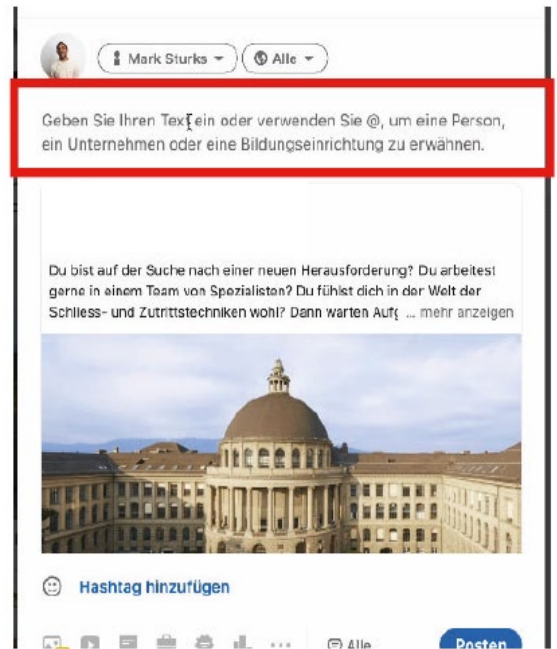 Mark Sturks
Alle
Geben Sie Ihren Text ein oder verwenden Sie @, um eine Person,
ein Unternehmen oder eine Bildungseinrichtung zu erwähnen.
Du bist auf der Suche nach einer neuen Herausforderung? Du arbeitest
gerne in einem Team von Spezialisten? Du fühlst dich in der Welt der
Schliess- und Zutrittstechniken wohl? Dann warten Aufg ... mehr anzeigen
Hashtag hinzufügen
Alle
Posten